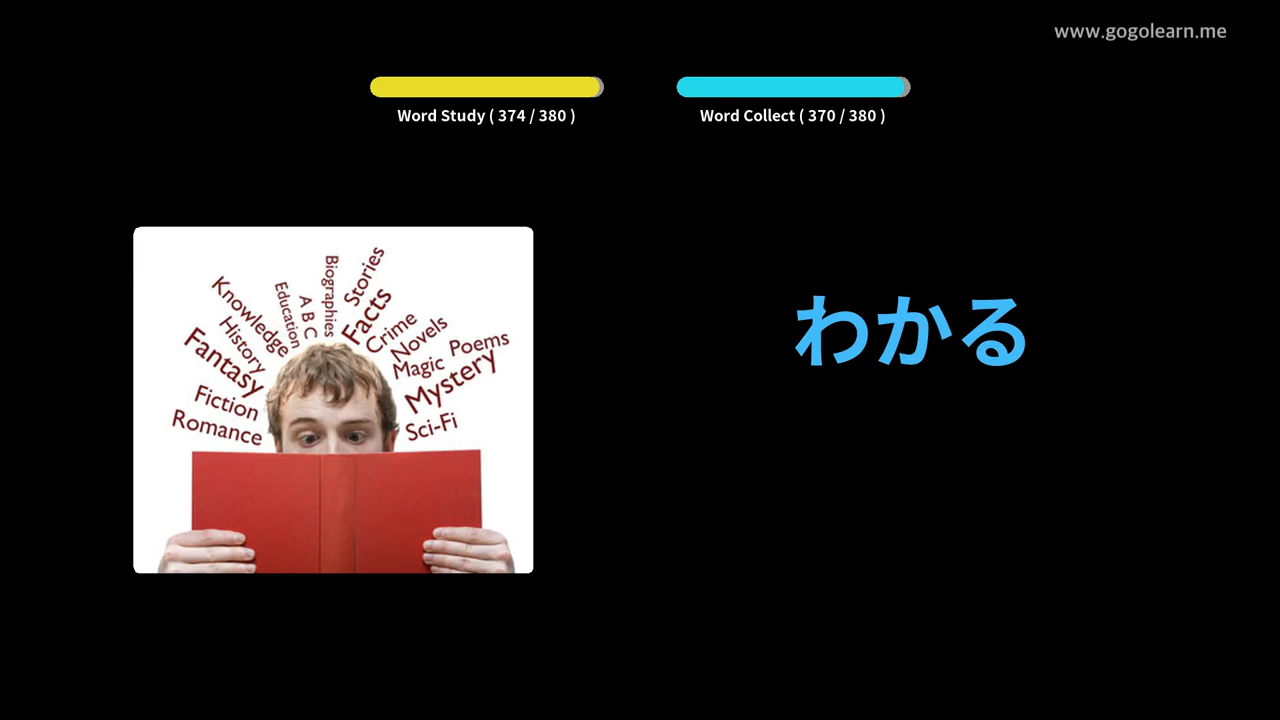 www.gogolearn.me
Word Study ( 374 / 380 )
Word Collect ( 370 / 380 )
Stories
Biographies
Facts
A B C
Education
Knowledge
Crime
History
Novels
Poems
Magic
Fantasy
Mystery
Fiction
Sci-Fi
Romance
わかる